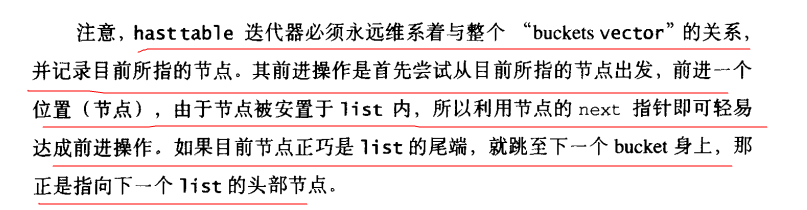 注意，hasttable 迭代器必须永远维系着与整个 “buckets vector”的关系，
并记录目前所指的节点。其前进操作是首先尝试从目前所指的节点出发，前进一个
位置（节点），由于节点被安置于 list 内，所以利用节点的 next 指针即可轻易
达成前进操作。如果目前节点正巧是 list 的尾端，就跳至下一个 bucket 身上，那
正是指向下一个 list 的头部节点。